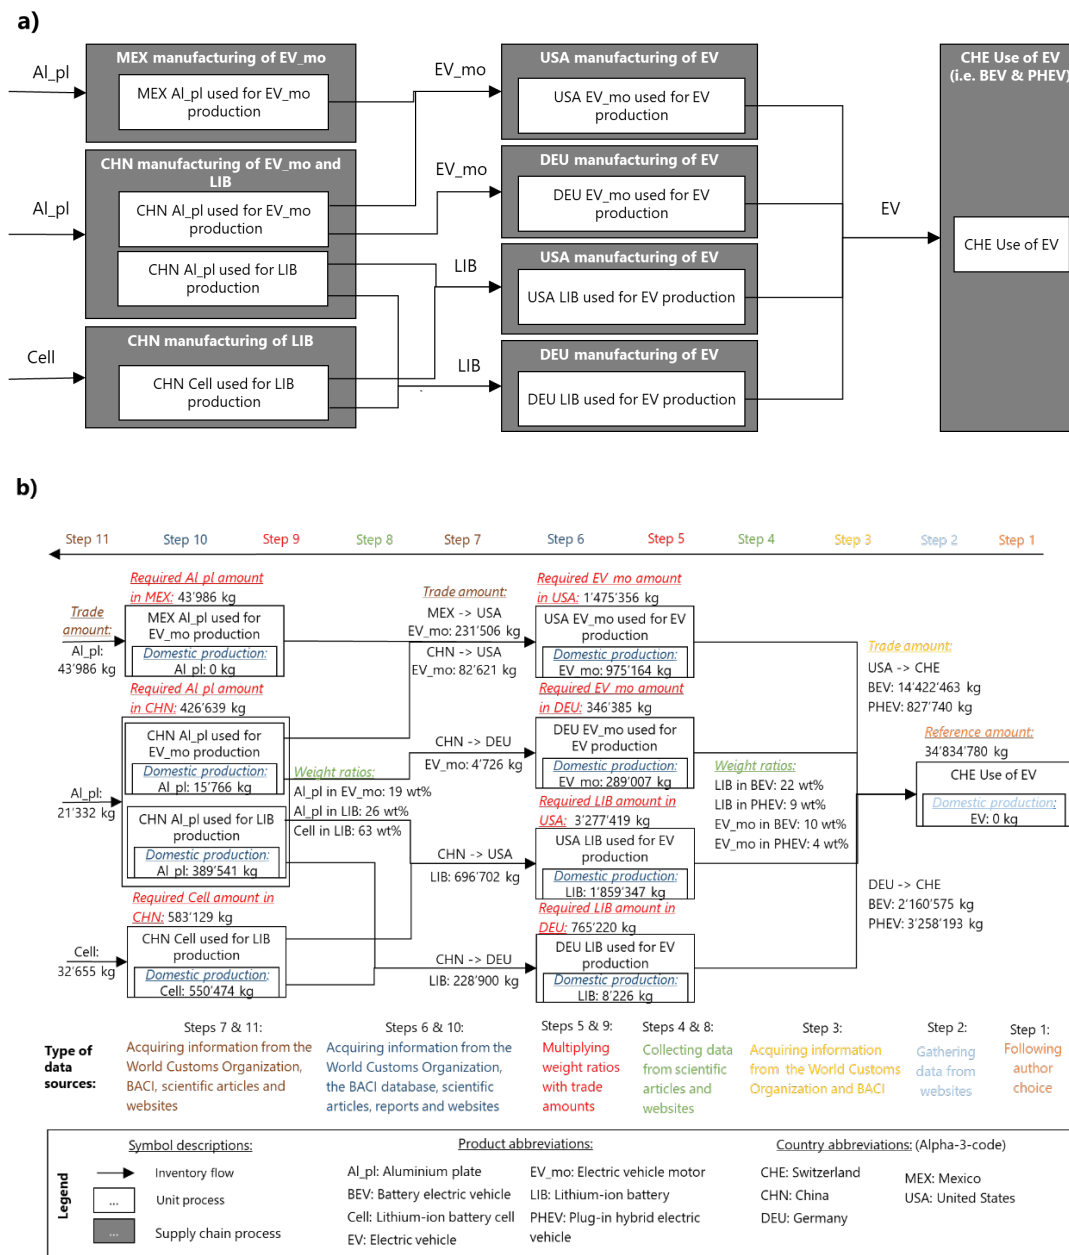 a)
MEX manufacturing of EV_mo
Al_pl
MEX Al_pl used for EV_mo
production
CHN manufacturing of EV_mo and
LIB
Al_pl
CHN Al_pl used for EV_mo
production
CHN Al_pl used for LIB
production
CHN manufacturing of LIB
Cell
CHN Cell used for LIB
production
EV_mo
EV_mo
LIB
LIB
USA manufacturing of EV
USA EV_mo used for EV
production
DEU manufacturing of EV
DEU EV_mo used for EV
production
USA manufacturing of EV
USA LIB used for EV production
DEU manufacturing of EV
DEU LIB used for EV production
EV
CHE Use of EV
(i.e. BEV & PHEV)
CHE Use of EV
b)
Step 11 Step 10 Step 9 Step 8 Step 7 Step 6 Step 5 Step 4 Step 3 Step 2 Step 1
Trade
amount:
Al_pl:
43'986 kg
Al_pl:
21'332 kg
Cell:
32'655 kg
Required Al pl amount
in MEX: 43'986 kg
MEX Al_pl used for
EV_mo production
Domestic production:
Al_pl: 0 kg
Required Al pl amount
in CHN: 426'639 kg
CHN Al_pl used for
EV_mo production
Domestic production:
Al_pl: 15'766 kg
CHN Al_pl used for LIB
production
Domestic production:
Al_pl: 389'541 kg
Required Cell amount in
CHN: 583'129 kg
CHN Cell used for LIB
production
Domestic production:
Cell: 550'474 kg
Weight ratios:
Al_pl in EV_mo: 19 wt%
Al_pl in LIB: 26 wt%
Cell in LIB: 63 wt%
Trade amount:
MEX -> USA
EV_mo: 231'506 kg
CHN -> USA
EV_mo: 82'621 kg
CHN -> DEU
EV_mo: 4'726 kg
CHN -> USA
LIB: 696'702 kg
CHN -> DEU
LIB: 228'900 kg
Required EV mo amount
in USA: 1'475'356 kg
USA EV_mo used for EV
production
Domestic production:
EV_mo: 975'164 kg
Required EV mo amount
in DEU: 346'385 kg
DEU EV_mo used for
EV production
Domestic production:
EV_mo: 289'007 kg
Required LIB amount in
USA: 3'277'419 kg
USA LIB used for EV
production
Domestic production:
LIB: 1'859'347 kg
Required LIB amount in
DEU: 765'220 kg
DEU LIB used for EV
production
Domestic production:
LIB: 8'226 kg
Weight ratios:
LIB in BEV: 22 wt%
LIB in PHEV: 9 wt%
EV_mo in BEV: 10 wt%
EV_mo in PHEV: 4 wt%
Trade amount:
USA -> CHE
BEV: 14'422'463 kg
PHEV: 827'740 kg
DEU -> CHE
BEV: 2'160'575 kg
PHEV: 3'258'193 kg
Reference amount:
34'834'780 kg
CHE Use of EV
Domestic production:
EV: 0 kg
Type of
data
sources:
Steps 7 & 11:
Acquiring information from the
World Customs Organization,
BACI, scientific articles and
websites
Steps 6 & 10:
Acquiring information from the
World Customs Organization,
the BACI database, scientific
articles, reports and websites
Steps 5 & 9:
Multiplying
weight ratios
with trade
amounts
Steps 4 & 8:
Collecting data
from scientific
articles and
websites
Step 3:
Acquiring information
from the World Customs
Organization and BACI
Step 2:
Gathering
data from
websites
Step 1:
Following
author
choice
Legend
Symbol descriptions:
Inventory flow
... Unit process
... Supply chain process
Product abbreviations:
Al_pl: Aluminium plate
BEV: Battery electric vehicle
Cell: Lithium-ion battery cell
EV: Electric vehicle
EV_mo: Electric vehicle motor
LIB: Lithium-ion battery
PHEV: Plug-in hybrid electric
vehicle
Country abbreviations: (Alpha-3-code)
CHE: Switzerland
CHN: China
DEU: Germany
MEX: Mexico
USA: United States